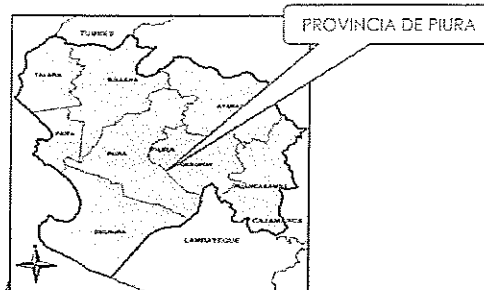 PROVINCIA DE PIURA
TUMBES
TALARA
SULLANA
AYABACA
PAITA
PIURA
PIURA
MORROPON
HUANCABAMBA
SECHURA
CAJAMARCA
LAMBAYEQUE